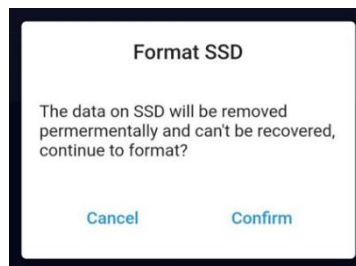 Format SSD
The data on SSD will be removed
permermentally and can't be recovered,
continue to format?
Cancel Confirm